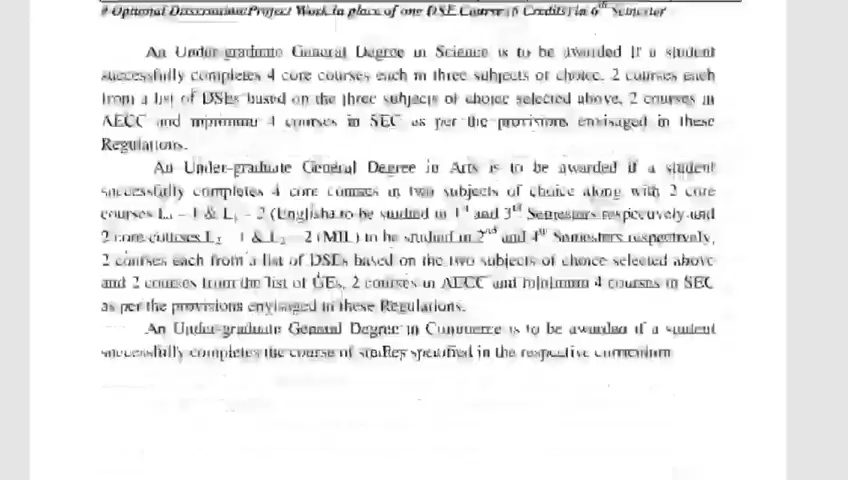 # Optional Dissertation/Project Work in place of one DSE Course (6 Credits) in 6th Semester
An Under-graduate General Degree in Science is to be awarded if a student
successfully completes 4 core courses each in three subjects of choice, 2 courses each
from a list of DSEs based on the three subjects of choice selected above, 2 courses in
AECC and minimum 4 courses in SEC as per the provisions envisaged in these
Regulations.
An Under-graduate General Degree in Arts is to be awarded if a student
successfully completes 4 core courses in two subjects of choice along with 2 core
courses L1 – 1 & L1 – 2 (English to be studied in 1st and 3rd Semesters respectively and
2 core courses L2 – 1 & L2 – 2 (MIL) to be studied in 2nd and 4th Semesters respectively,
2 courses each from a list of DSEs based on the two subjects of choice selected above
and 2 courses from the list of GEs, 2 courses in AECC and minimum 4 courses in SEC
as per the provisions envisaged in these Regulations.
An Under-graduate General Degree in Commerce is to be awarded if a student
successfully completes the course of studies specified in the respective curriculum